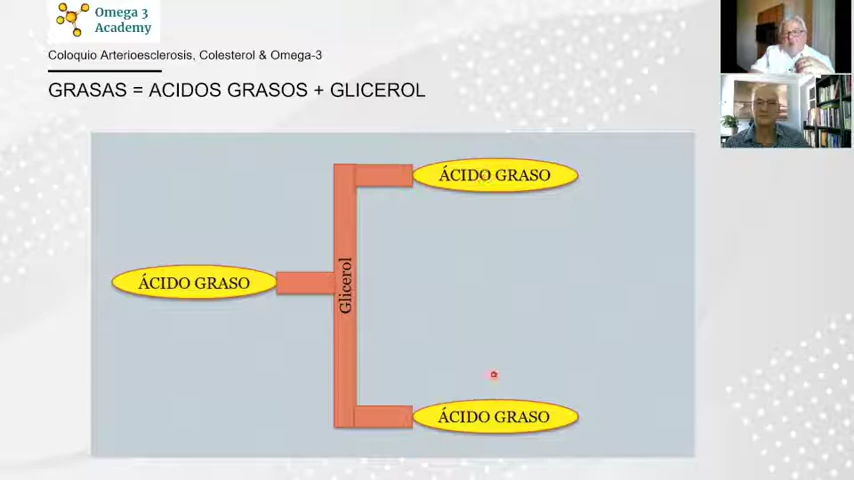 Omega 3
Academy
Coloquio Arterioesclerosis, Colesterol & Omega-3
GRASAS = ACIDOS GRASOS + GLICEROL
ÁCIDO GRASO
ÁCIDO GRASO
Glicerol
ÁCIDO GRASO